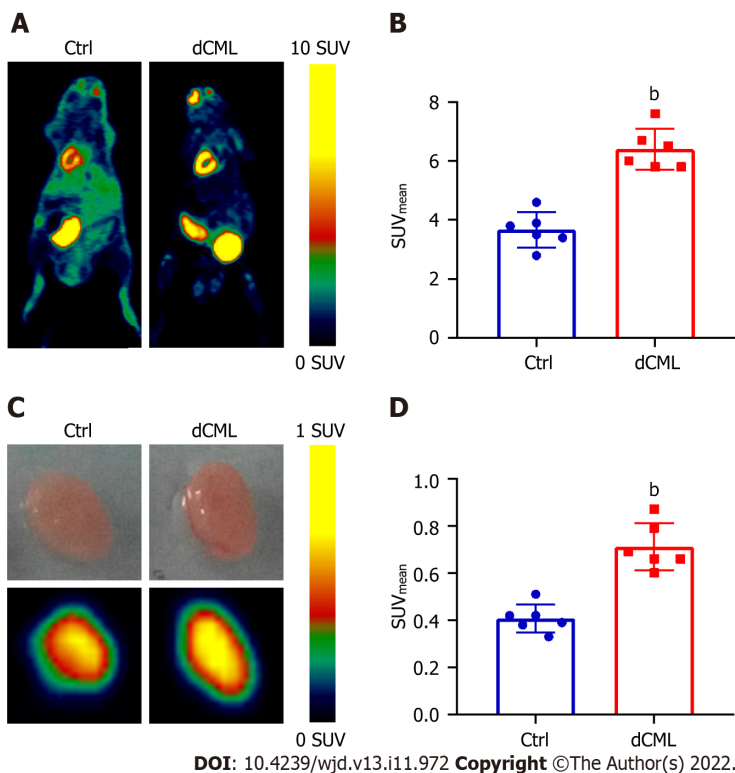 A
Ctrl
dCML
10 SUV
0 SUV
B
b
8
6
4
2
0
SUVmean
Ctrl
dCML
C
Ctrl
dCML
1 SUV
0 SUV
D
b
1.0
0.8
0.6
0.4
0.2
0.0
SUVmean
Ctrl
dCML
DOI: 10.4239/wjd.v13.i11.972 Copyright ©The Author(s) 2022.